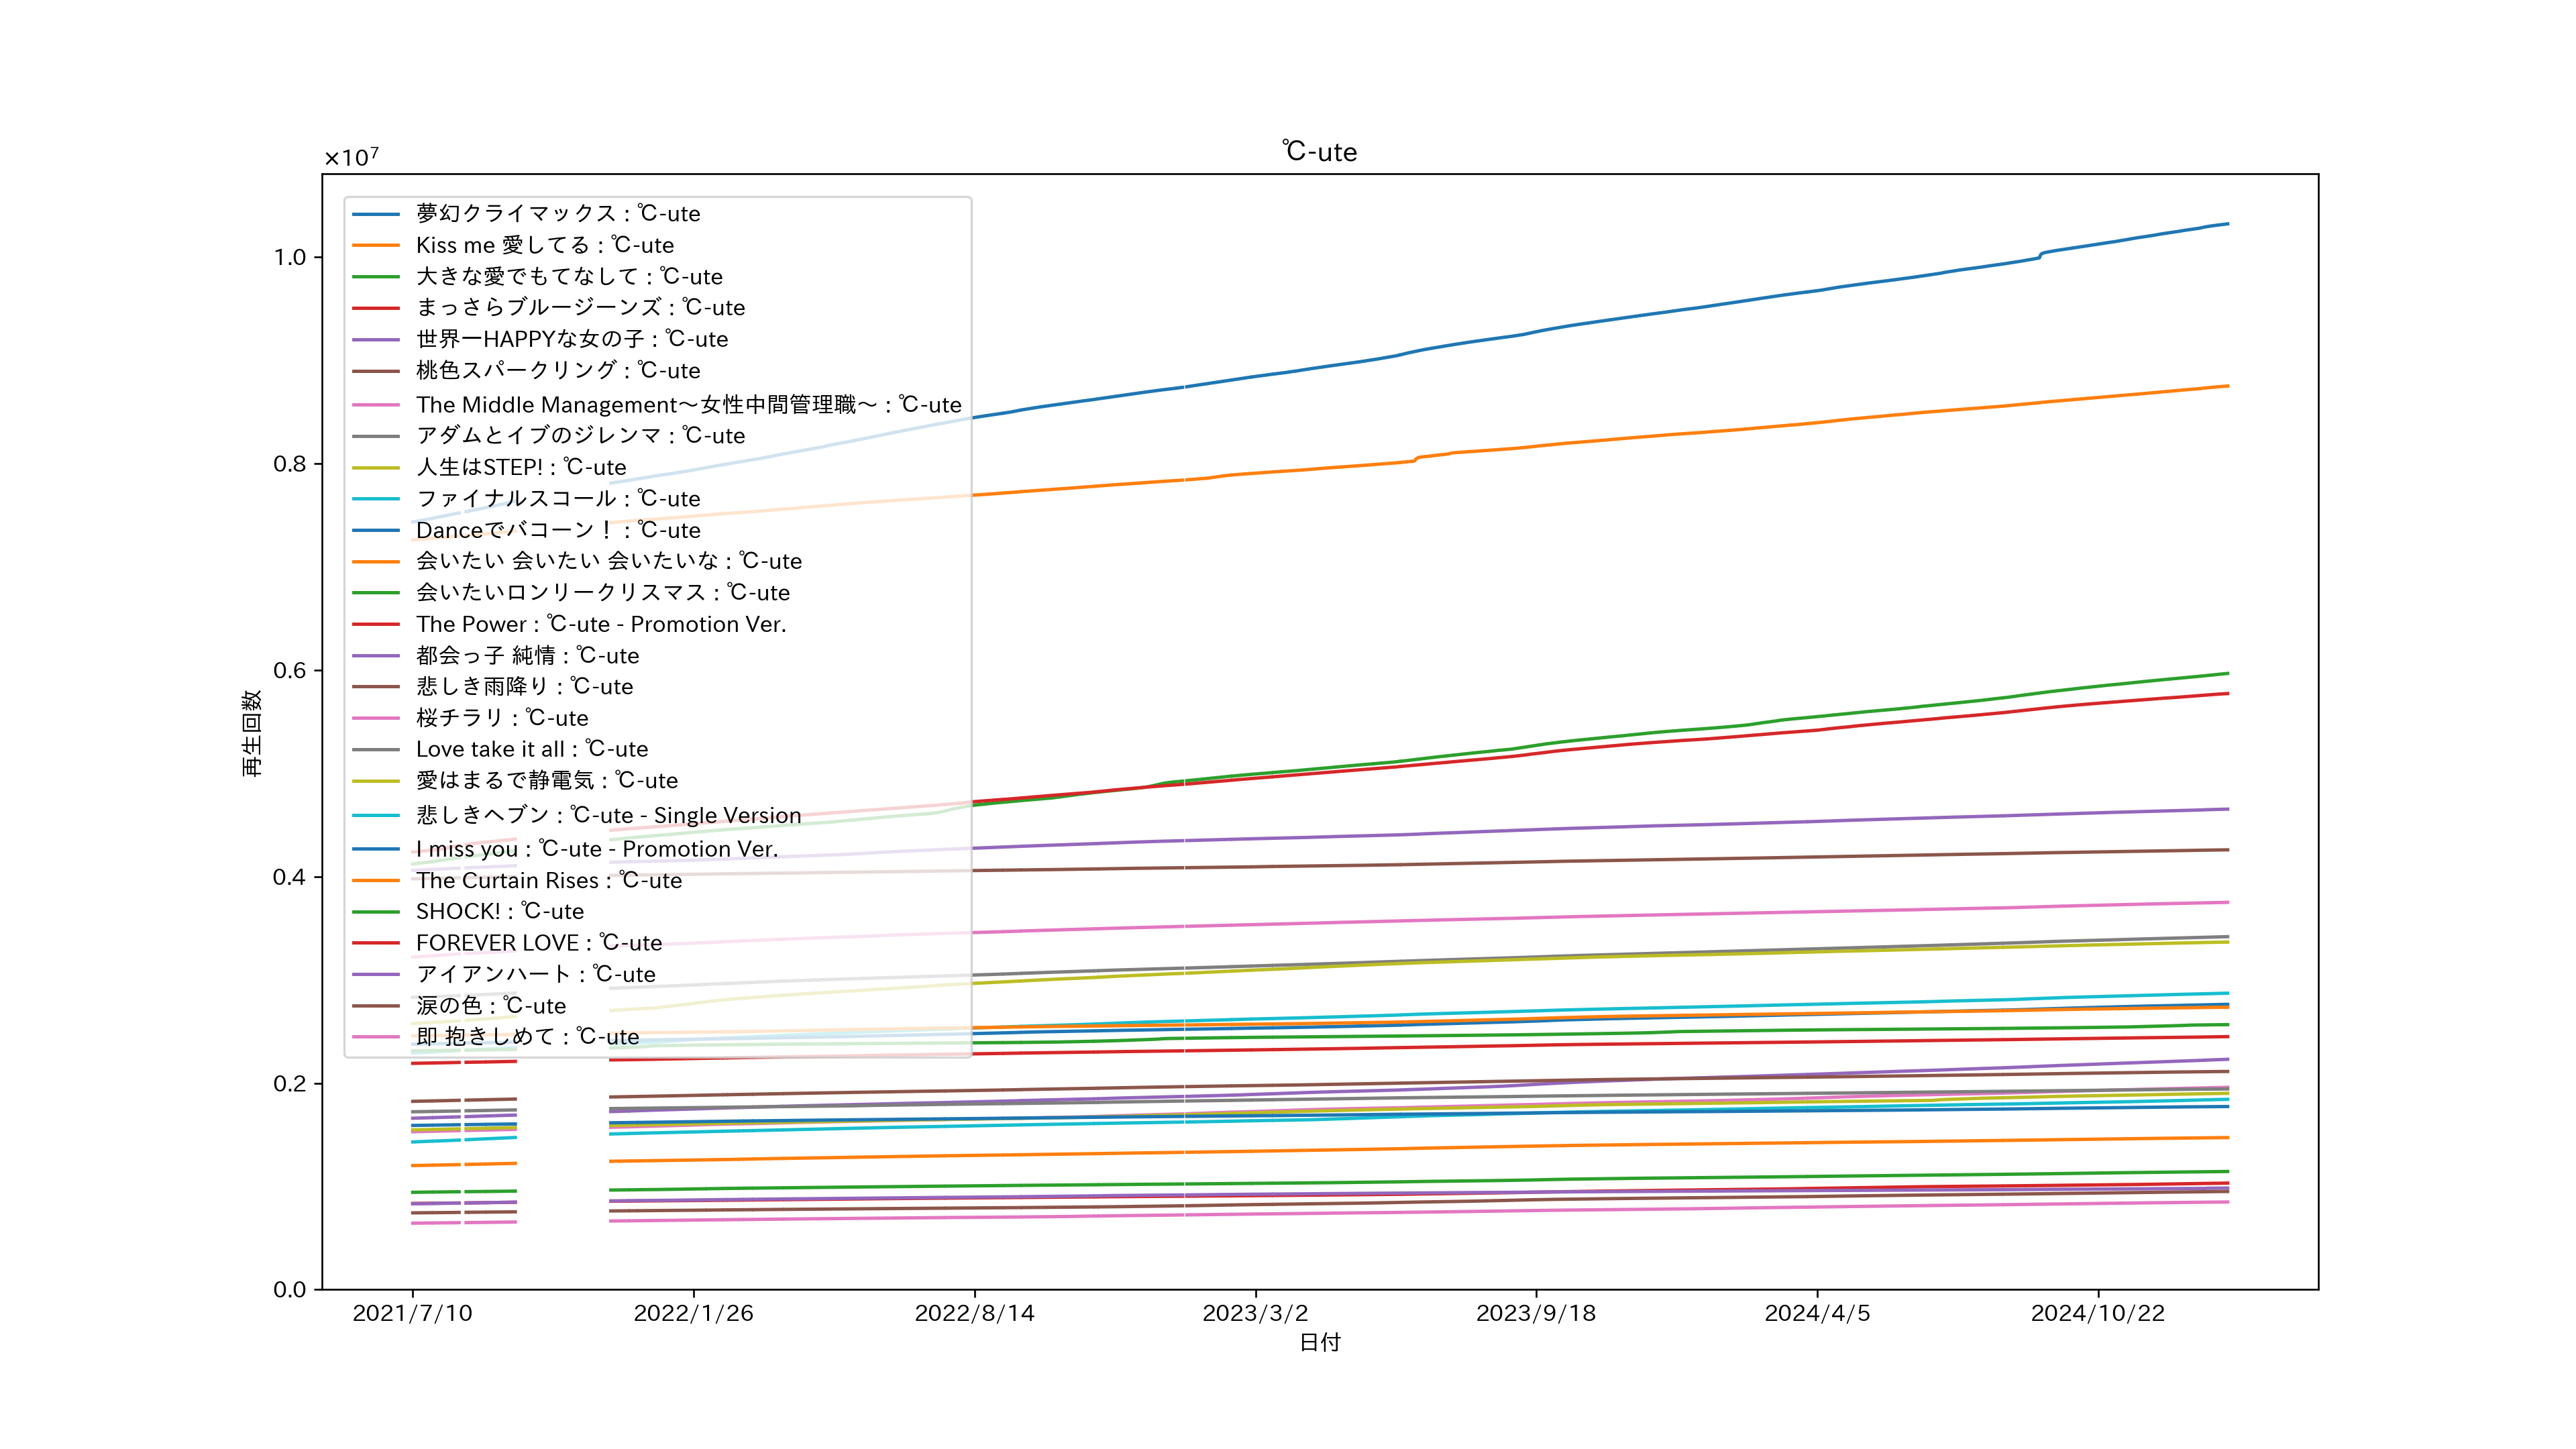 ℃-ute
×10⁷
夢幻クライマックス : ℃-ute
Kiss me 愛してる : ℃-ute
大きな愛でもてなして : ℃-ute
まっさらブルージーンズ : ℃-ute
世界一HAPPYな女の子 : ℃-ute
桃色スパークリング : ℃-ute
The Middle Management〜女性中間管理職〜 : ℃-ute
アダムとイブのジレンマ : ℃-ute
人生はSTEP! : ℃-ute
ファイナルスコール : ℃-ute
Danceでバコーン！ : ℃-ute
会いたい 会いたい 会いたいな : ℃-ute
会いたいロンリークリスマス : ℃-ute
The Power : ℃-ute - Promotion Ver.
都会っ子 純情 : ℃-ute
悲しき雨降り : ℃-ute
桜チラリ : ℃-ute
Love take it all : ℃-ute
愛はまるで静電気 : ℃-ute
悲しきヘブン : ℃-ute - Single Version
I miss you : ℃-ute - Promotion Ver.
The Curtain Rises : ℃-ute
SHOCK! : ℃-ute
FOREVER LOVE : ℃-ute
アイアンハート : ℃-ute
涙の色 : ℃-ute
即 抱きしめて : ℃-ute
1.0
0.8
0.6
0.4
0.2
0.0
再生回数
2021/7/10
2022/1/26
2022/8/14
2023/3/2
2023/9/18
2024/4/5
2024/10/22
日付